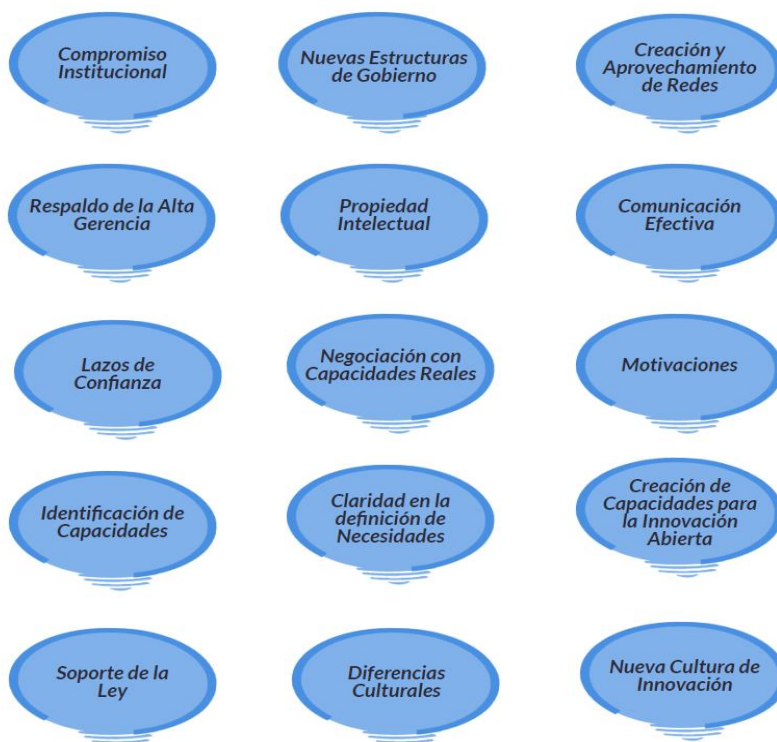 Compromiso
Institucional
Nuevas Estructuras
de Gobierno
Creación y
Aprovechamiento
de Redes
Respaldo de la Alta
Gerencia
Propiedad
Intelectual
Comunicación
Efectiva
Lazos de
Confianza
Negociación con
Capacidades Reales
Motivaciones
Identificación de
Capacidades
Claridad en la
definición de
Necesidades
Creación de
Capacidades para
la Innovación
Abierta
Soporte de la
Ley
Diferencias
Culturales
Nueva Cultura de
Innovación